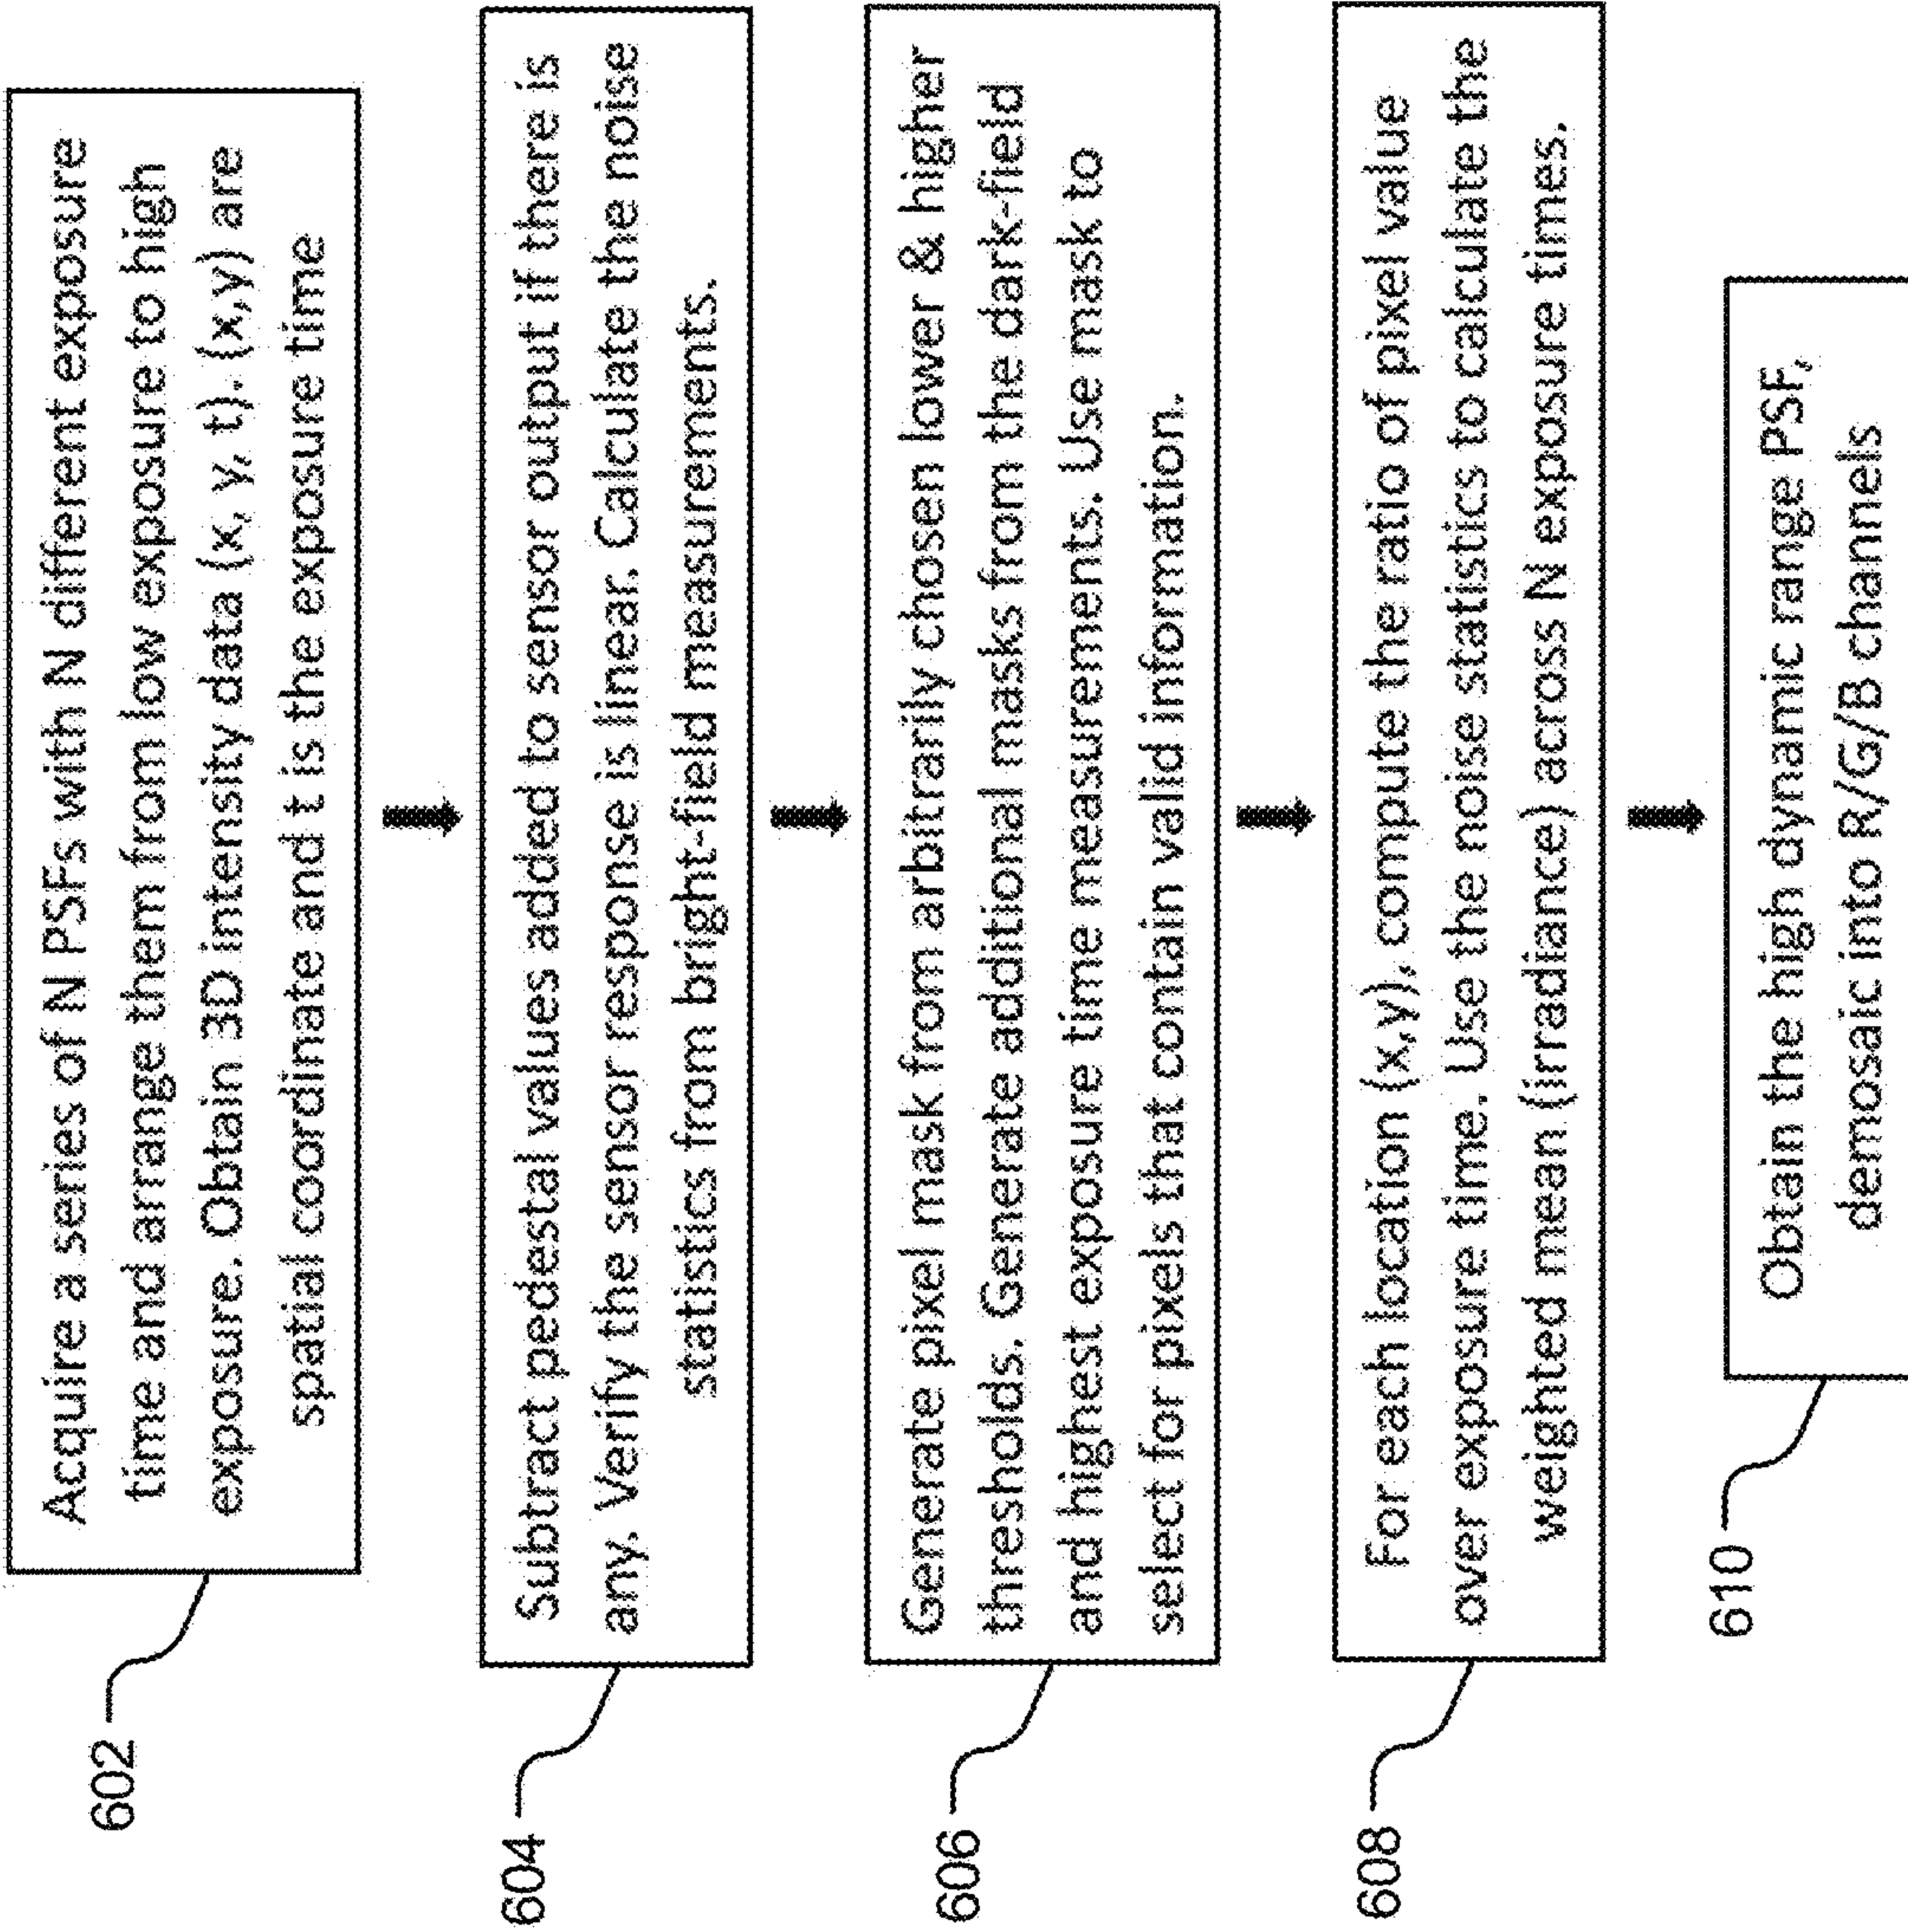 Acquire a series of N PSFs with N different exposure
time and arrange them from low exposure to high
exposure. Obtain 3D intensity data (x, y, t). (x,y) are
spatial coordinate and t is the exposure time
602
Subtract pedestal values added to sensor output if there is
any. Verify the sensor response is linear. Calculate the noise
statistics from bright-field measurements.
604
Generate pixel mask from arbitrarily chosen lower & higher
thresholds. Generate additional masks from the dark-field
and highest exposure time measurements. Use mask to
select for pixels that contain valid information.
606
For each location (x,y), compute the ratio of pixel value
over exposure time. Use the noise statistics to calculate the
weighted mean (irradiance) across N exposure times.
608
Obtain the high dynamic range PSF,
demosaic into R/G/B channels
610